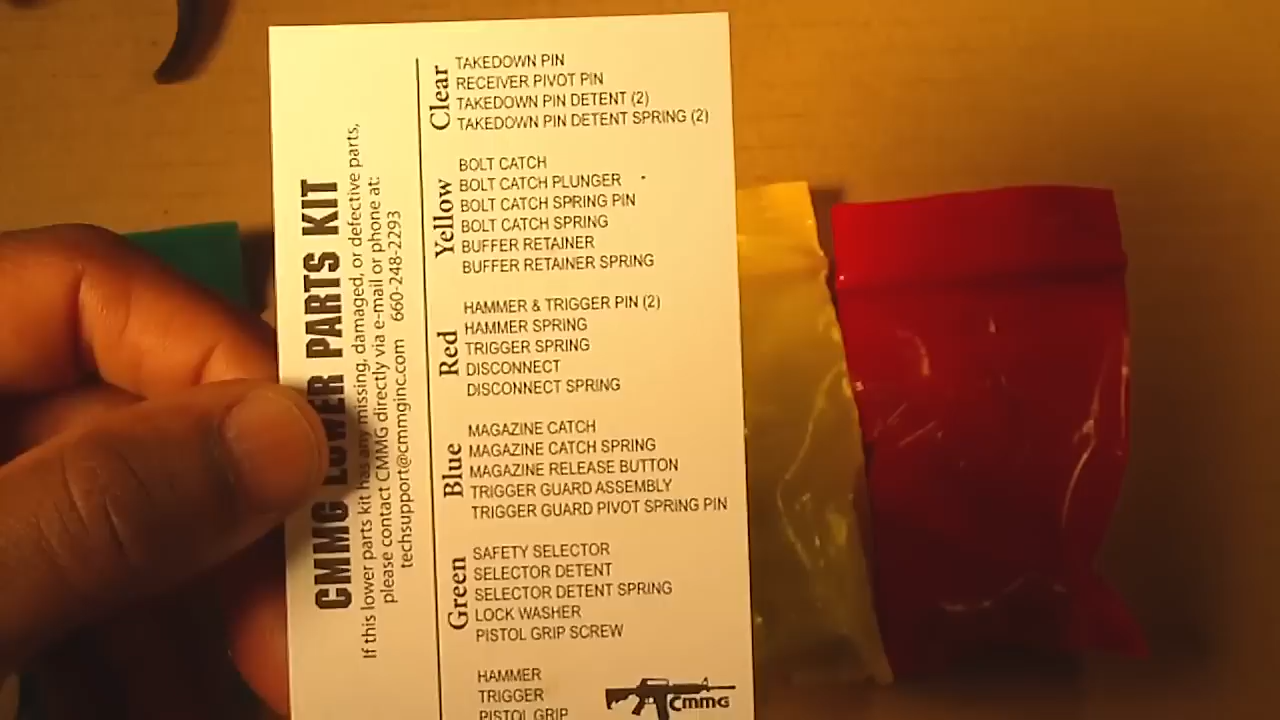 CMMG LOWER PARTS KIT
If this lower parts kit has any missing, damaged, or defective parts,
please contact CMMG directly via e-mail or phone at:
techsupport@cmmginc.com 660-248-2293
Clear
TAKEDOWN PIN
RECEIVER PIVOT PIN
TAKEDOWN PIN DETENT (2)
TAKEDOWN PIN DETENT SPRING (2)
Yellow
BOLT CATCH
BOLT CATCH PLUNGER
BOLT CATCH SPRING PIN
BOLT CATCH SPRING
BUFFER RETAINER
BUFFER RETAINER SPRING
Red
HAMMER & TRIGGER PIN (2)
HAMMER SPRING
TRIGGER SPRING
DISCONNECT
DISCONNECT SPRING
Blue
MAGAZINE CATCH
MAGAZINE CATCH SPRING
MAGAZINE RELEASE BUTTON
TRIGGER GUARD ASSEMBLY
TRIGGER GUARD PIVOT SPRING PIN
Green
SAFETY SELECTOR
SELECTOR DETENT
SELECTOR DETENT SPRING
LOCK WASHER
PISTOL GRIP SCREW
HAMMER
TRIGGER
PISTOL GRIP
CMMG